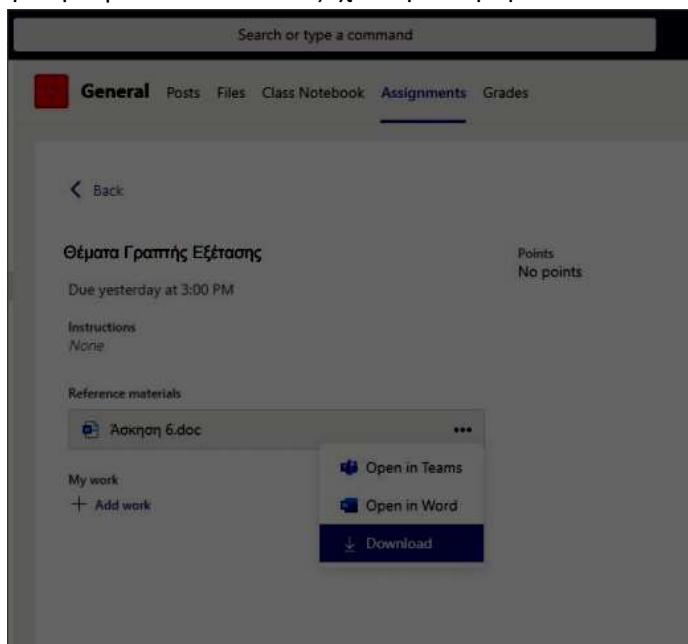 Search or type a command
General Posts Files Class Notebook Assignments Grades
Back
Θέματα Γραπτής Εξέτασης
Points
No points
Due yesterday at 3:00 PM
Instructions
None
Reference materials
Άσκηση 6.doc
Open in Teams
My work
+ Add work
Open in Word
Download